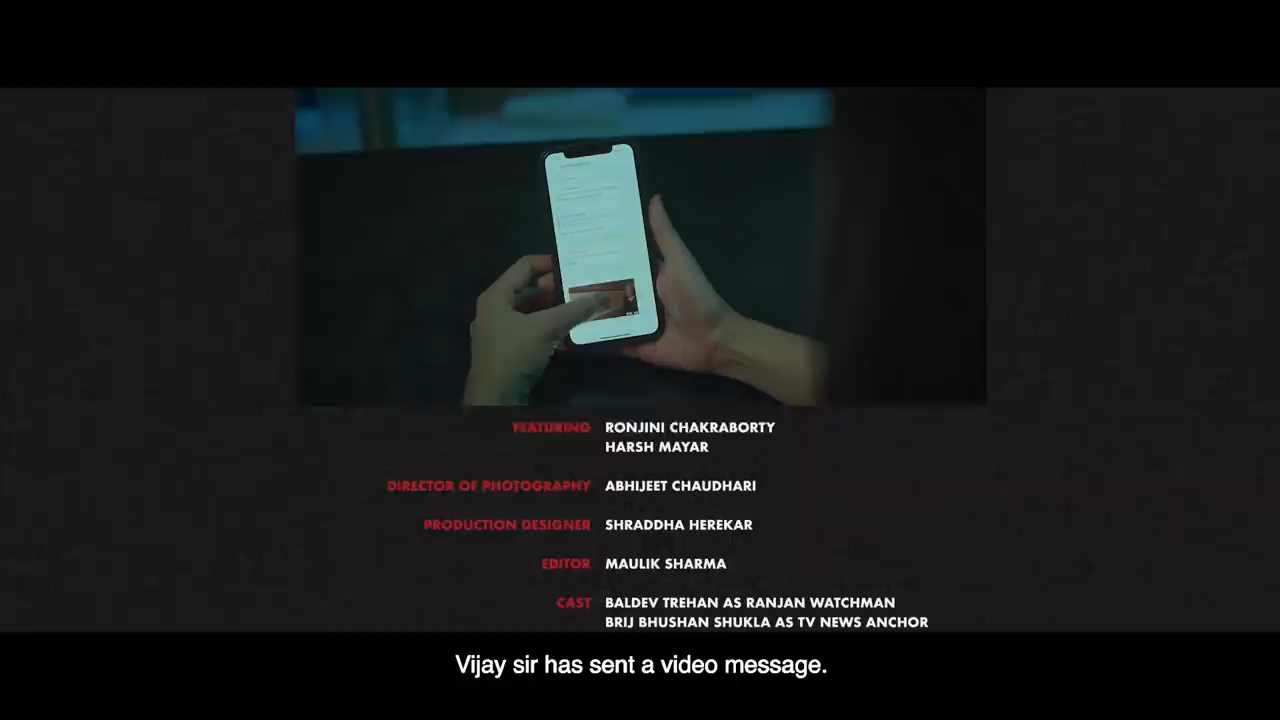 FEATURING RONJINI CHAKRABORTY
HARSH MAYAR
DIRECTOR OF PHOTOGRAPHY ABHIJEET CHAUDHARI
PRODUCTION DESIGNER SHRADDHA HEREKAR
EDITOR MAULIK SHARMA
CAST BALDEV TREHAN AS RANJAN WATCHMAN
BRIJ BHUSHAN SHUKLA AS TV NEWS ANCHOR
Vijay sir has sent a video message.